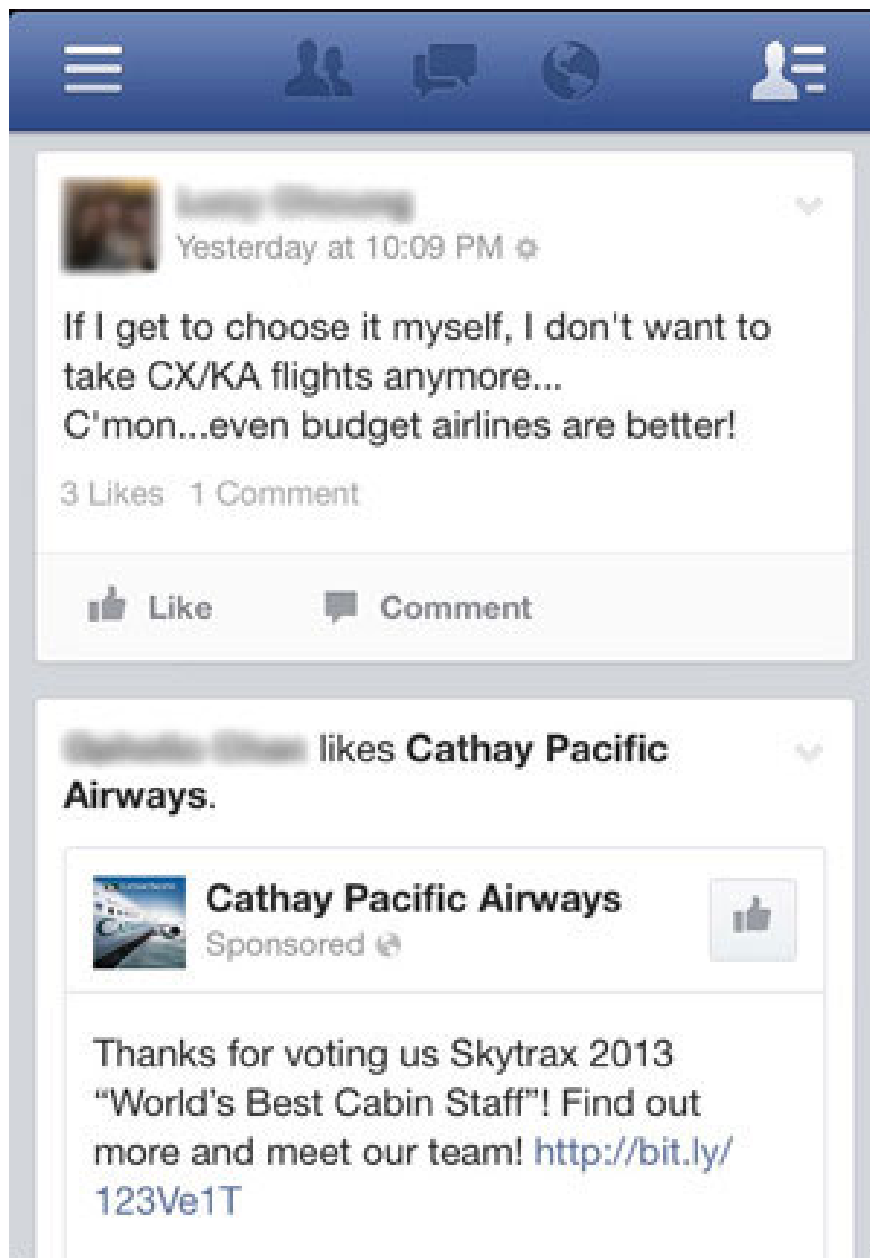 Yesterday at 10:09 PM
If I get to choose it myself, I don't want to
take CX/KA flights anymore...
C'mon...even budget airlines are better!
3 Likes 1 Comment
Like Comment
likes Cathay Pacific
Airways.
Cathay Pacific Airways
Sponsored
Thanks for voting us Skytrax 2013
“World’s Best Cabin Staff”! Find out
more and meet our team! http://bit.ly/
123Ve1T